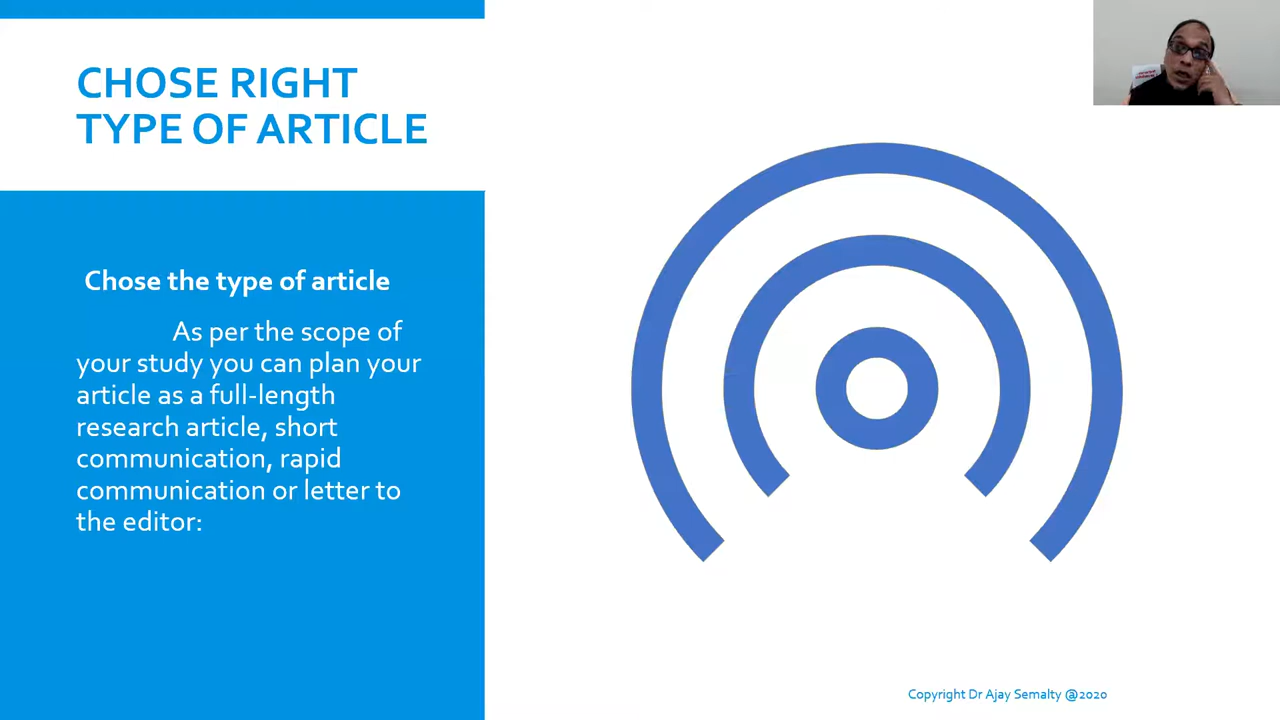 CHOSE RIGHT
TYPE OF ARTICLE
Chose the type of article
As per the scope of
your study you can plan your
article as a full-length
research article, short
communication, rapid
communication or letter to
the editor:
Copyright Dr Ajay Semalty @2020